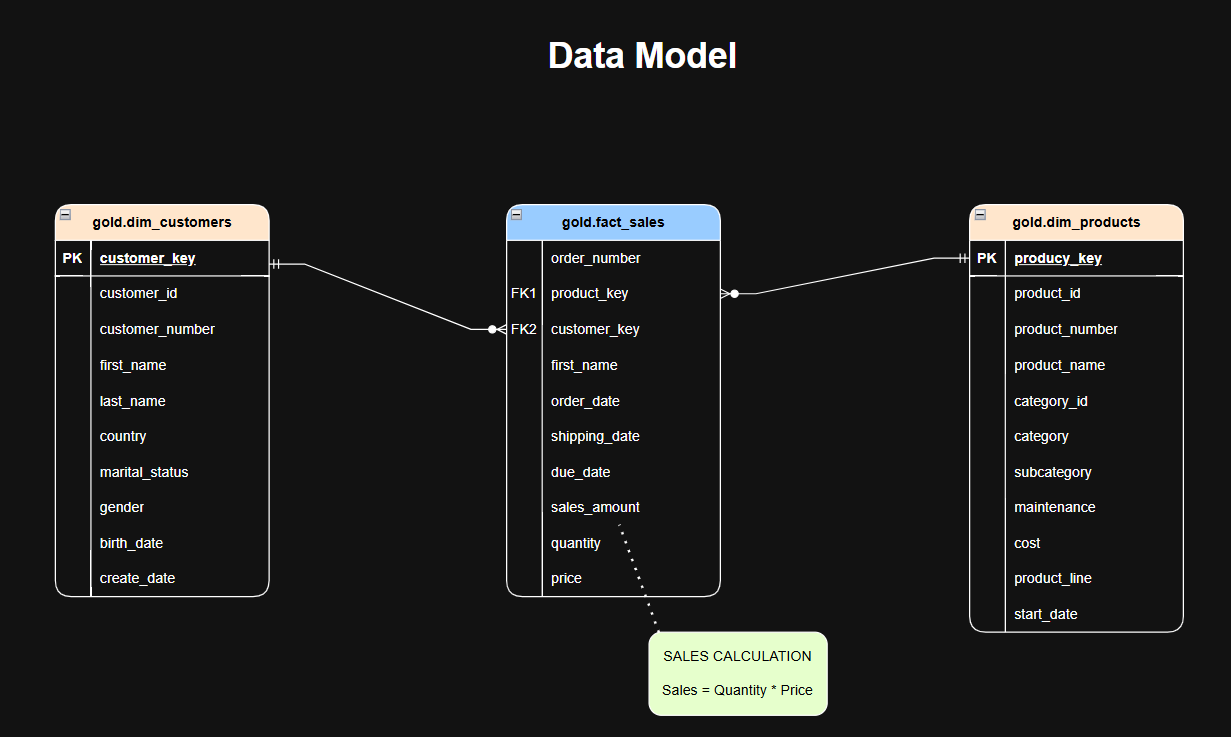 Data Model
gold.dim_customers
PK customer_key
customer_id
customer_number
first_name
last_name
country
marital_status
gender
birth_date
create_date
gold.fact_sales
order_number
FK1 product_key
FK2 customer_key
first_name
order_date
shipping_date
due_date
sales_amount
quantity
price
SALES CALCULATION
Sales = Quantity * Price
gold.dim_products
PK producy_key
product_id
product_number
product_name
category_id
category
subcategory
maintenance
cost
product_line
start_date